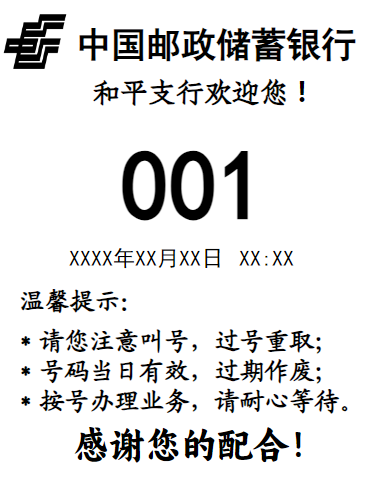 中国邮政储蓄银行
和平支行欢迎您！
001
XXXX年XX月XX日 XX:XX
温馨提示：
* 请您注意叫号，过号重取；
* 号码当日有效，过期作废；
* 按号办理业务，请耐心等待。
感谢您的配合！